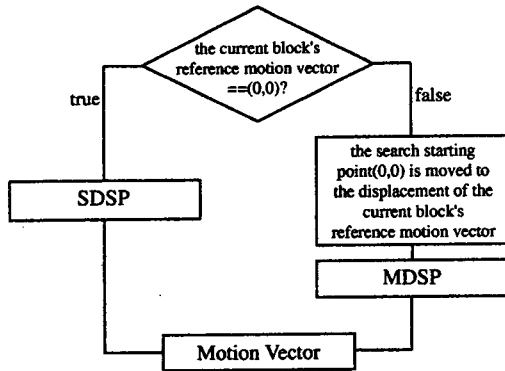 the current block's
reference motion vector
==(0,0)?
true
false
the search starting
point(0,0) is moved to
the displacement of the
current block's
reference motion vector
SDSP
MDSP
Motion Vector